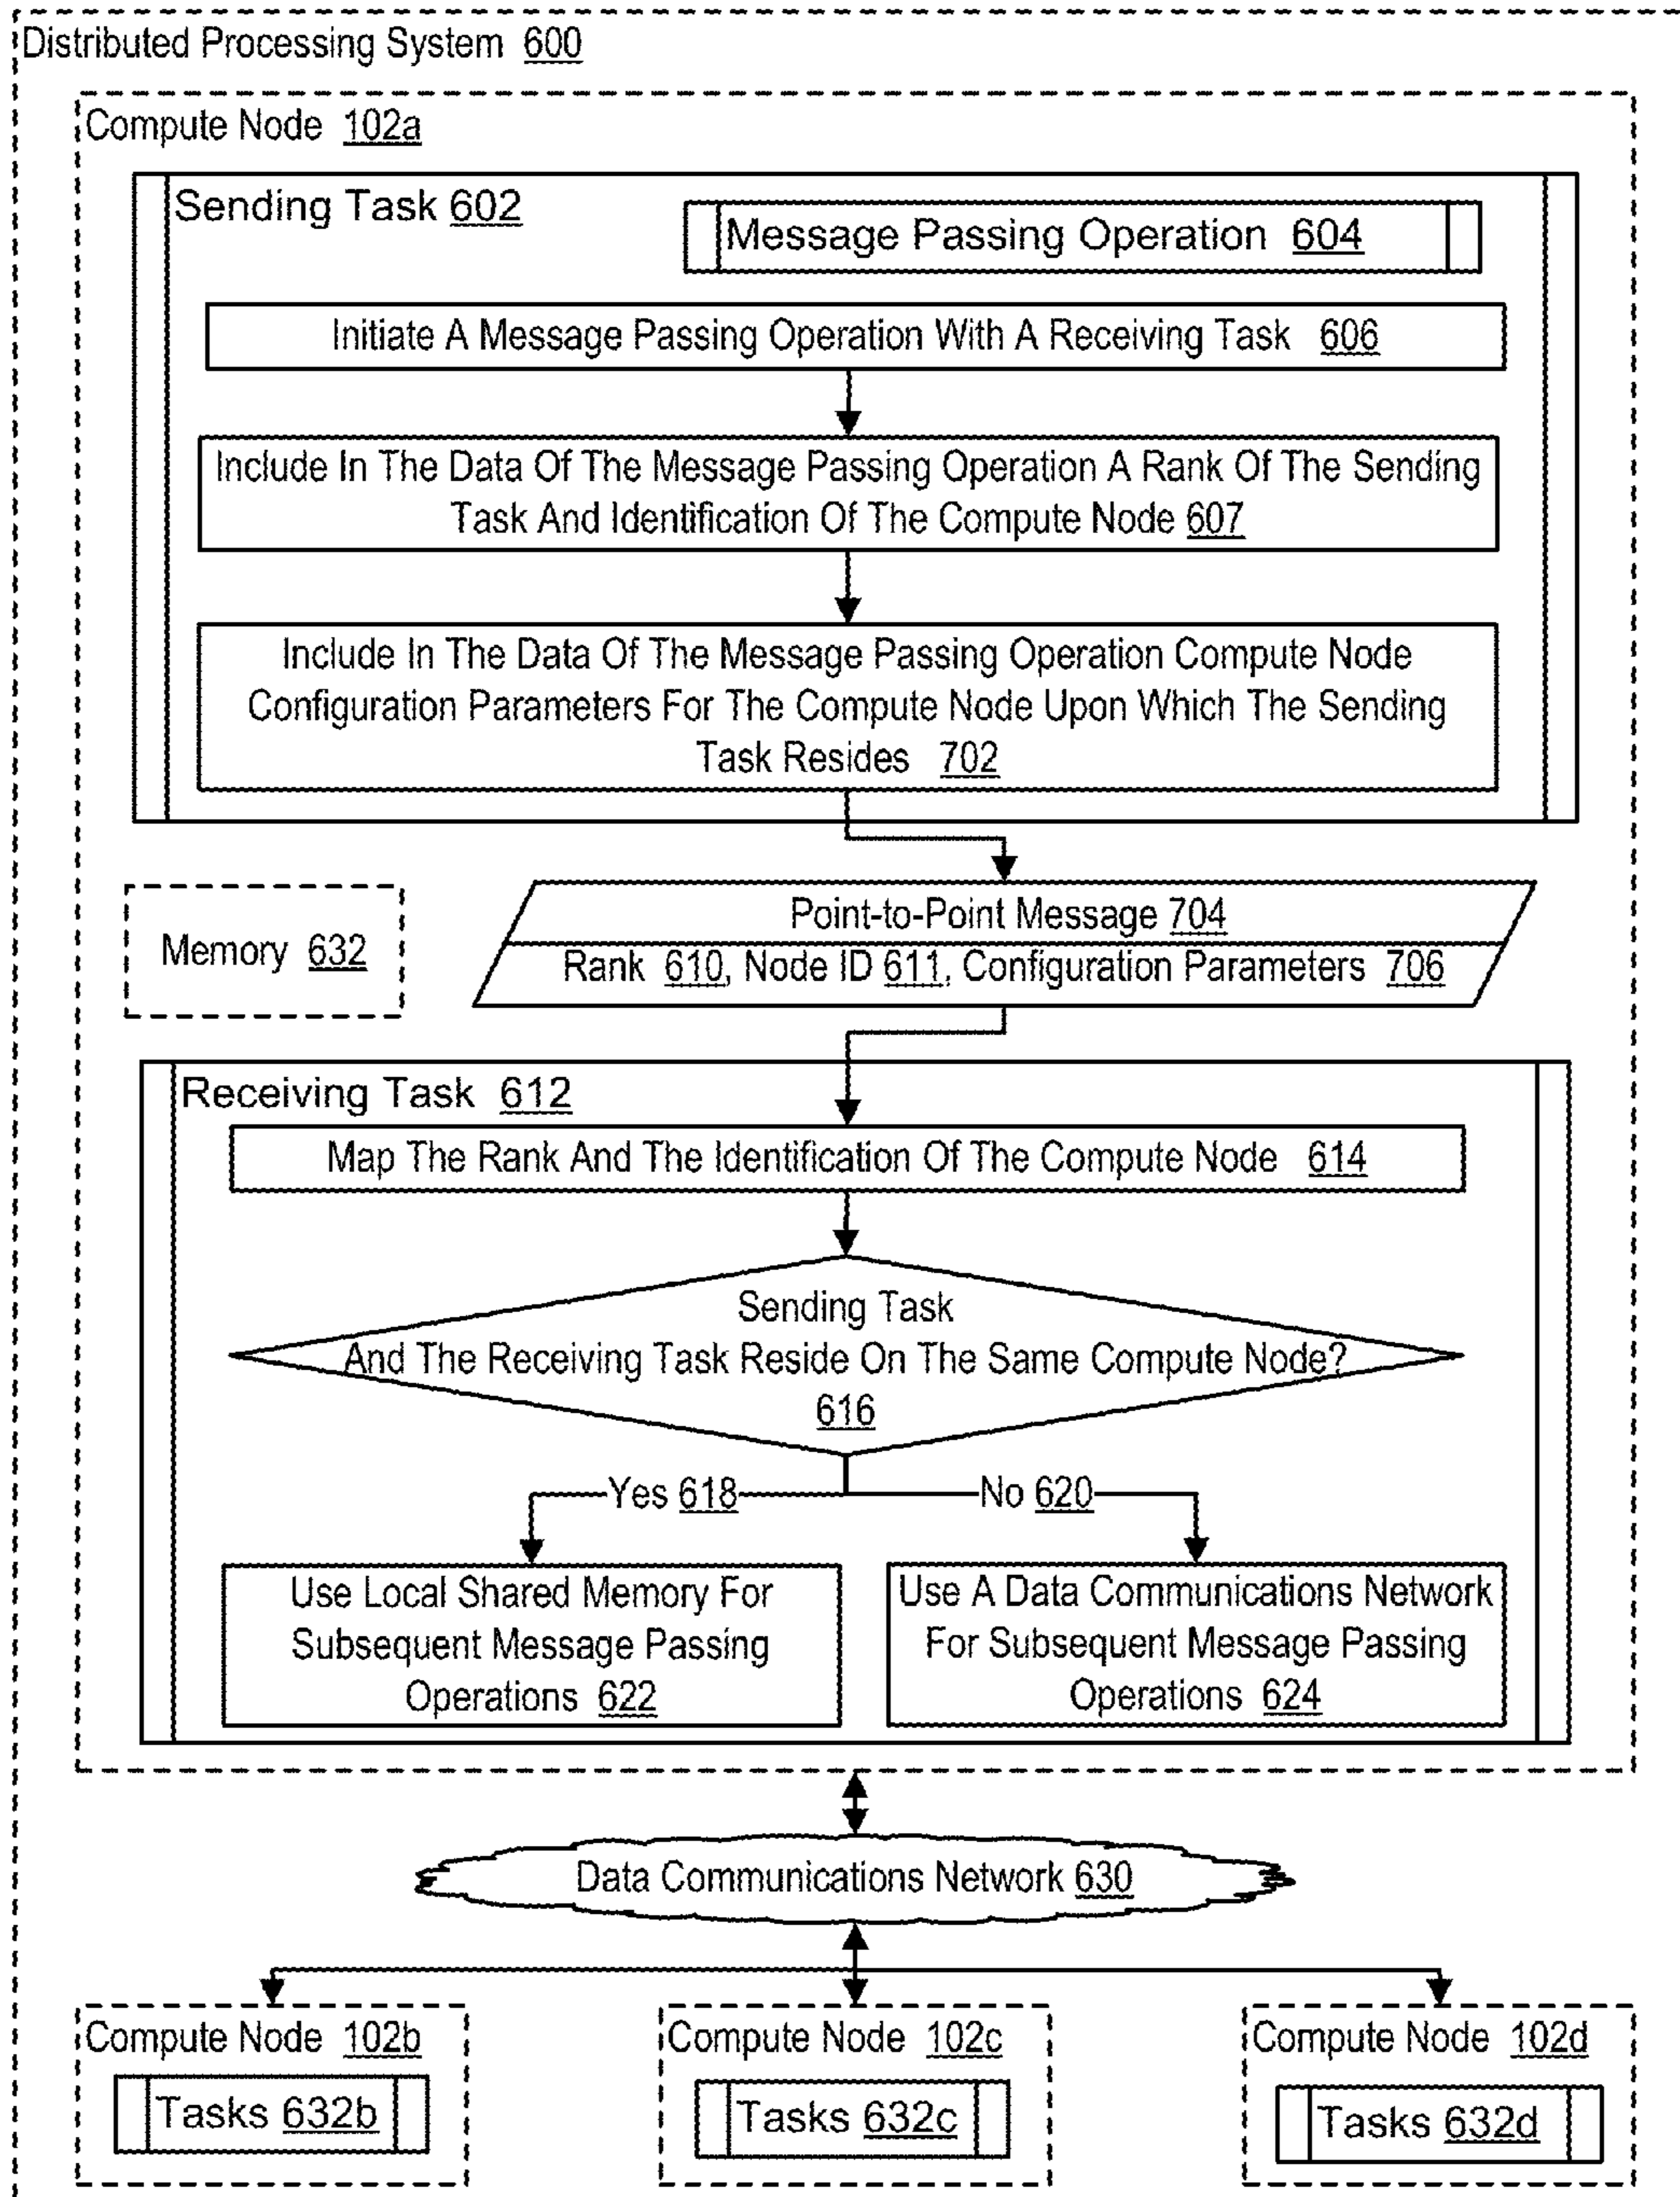 Distributed Processing System 600
Compute Node 102a
Sending Task 602
Message Passing Operation 604
Initiate A Message Passing Operation With A Receiving Task 606
Include In The Data Of The Message Passing Operation A Rank Of The Sending
Task And Identification Of The Compute Node 607
Include In The Data Of The Message Passing Operation Compute Node
Configuration Parameters For The Compute Node Upon Which The Sending
Task Resides 702
Point-to-Point Message 704
Memory 632
Rank 610, Node ID 611, Configuration Parameters 706
Receiving Task 612
Map The Rank And The Identification Of The Compute Node 614
Sending Task
And The Receiving Task Reside On The Same Compute Node?
616
Yes 618
No 620
Use Local Shared Memory For
Subsequent Message Passing
Operations 622
Use A Data Communications Network
For Subsequent Message Passing
Operations 624
Data Communications Network 630
Compute Node 102b
Tasks 632b
Compute Node 102c
Tasks 632c
Compute Node 102d
Tasks 632d